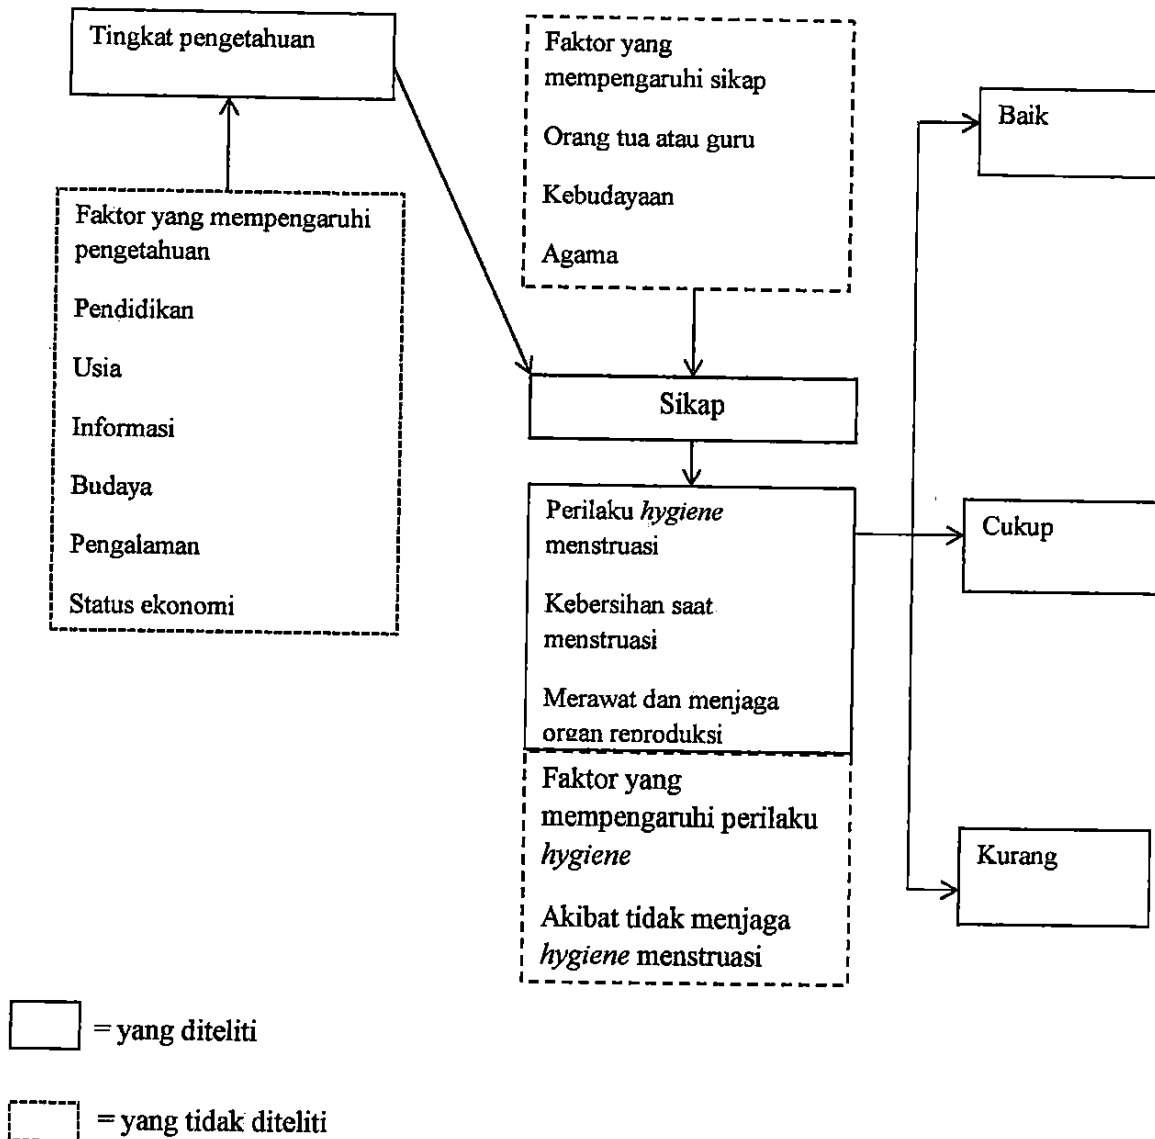 Tingkat pengetahuan
Faktor yang mempengaruhi
pengetahuan
Pendidikan
Usia
Informasi
Budaya
Pengalaman
Status ekonomi
Faktor yang
mempengaruhi sikap
Orang tua atau guru
Kebudayaan
Agama
Sikap
Perilaku hygiene
menstruasi
Kebersihan saat
menstruasi
Merawat dan menjaga
organ reproduksi
Faktor yang
mempengaruhi perilaku
hygiene
Akibat tidak menjaga
hygiene menstruasi
Baik
Cukup
Kurang
= yang diteliti
= yang tidak diteliti